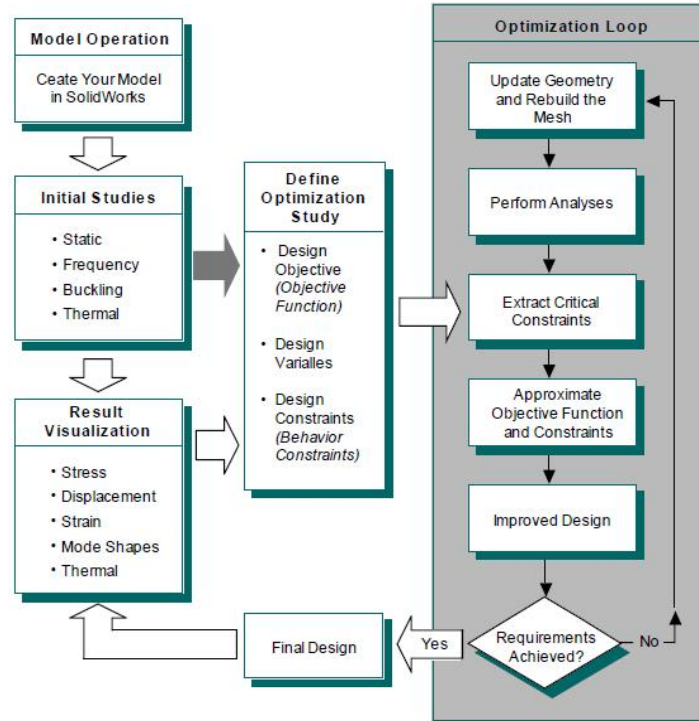 Model Operation
Ceate Your Model
in SolidWorks
Initial Studies
• Static
• Frequency
• Buckling
• Thermal
Result
Visualization
• Stress
• Displacement
• Strain
• Mode Shapes
• Thermal
Define
Optimization
Study
• Design
Objective
(Objective
Function)
• Design
Varialles
• Design
Constraints
(Behavior
Constraints)
Optimization Loop
Update Geometry
and Rebuild the
Mesh
Perform Analyses
Extract Critical
Constraints
Approximate
Objective Function
and Constraints
Improved Design
Requirements
Achieved?
No
Yes
Final Design